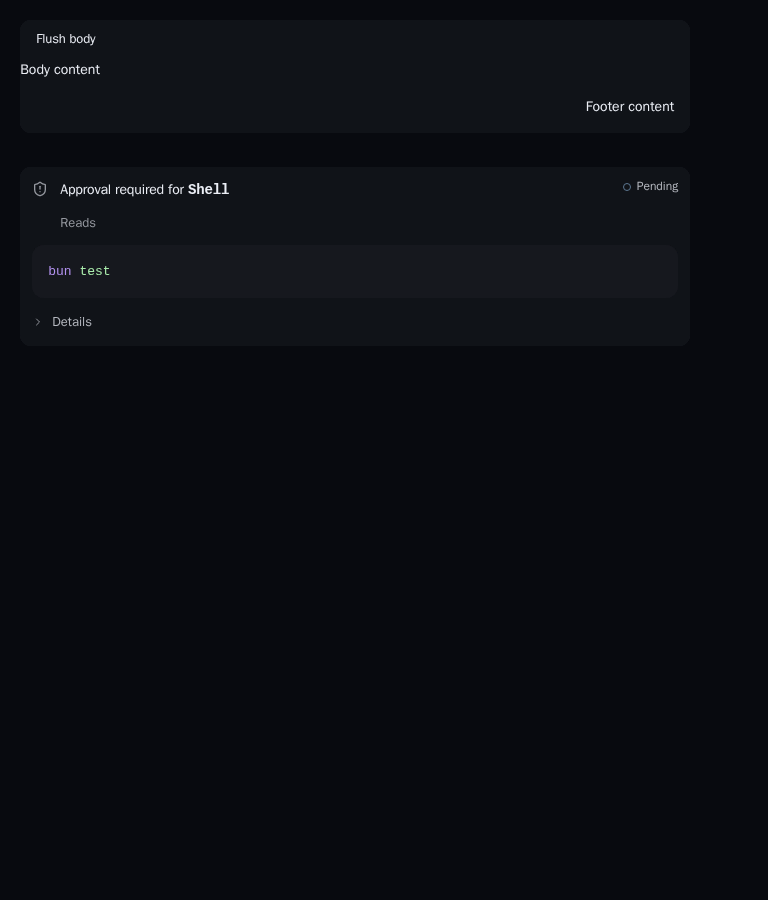 Flush body
Body content
Footer content
Approval required for Shell
Pending
Reads
bun test
Details